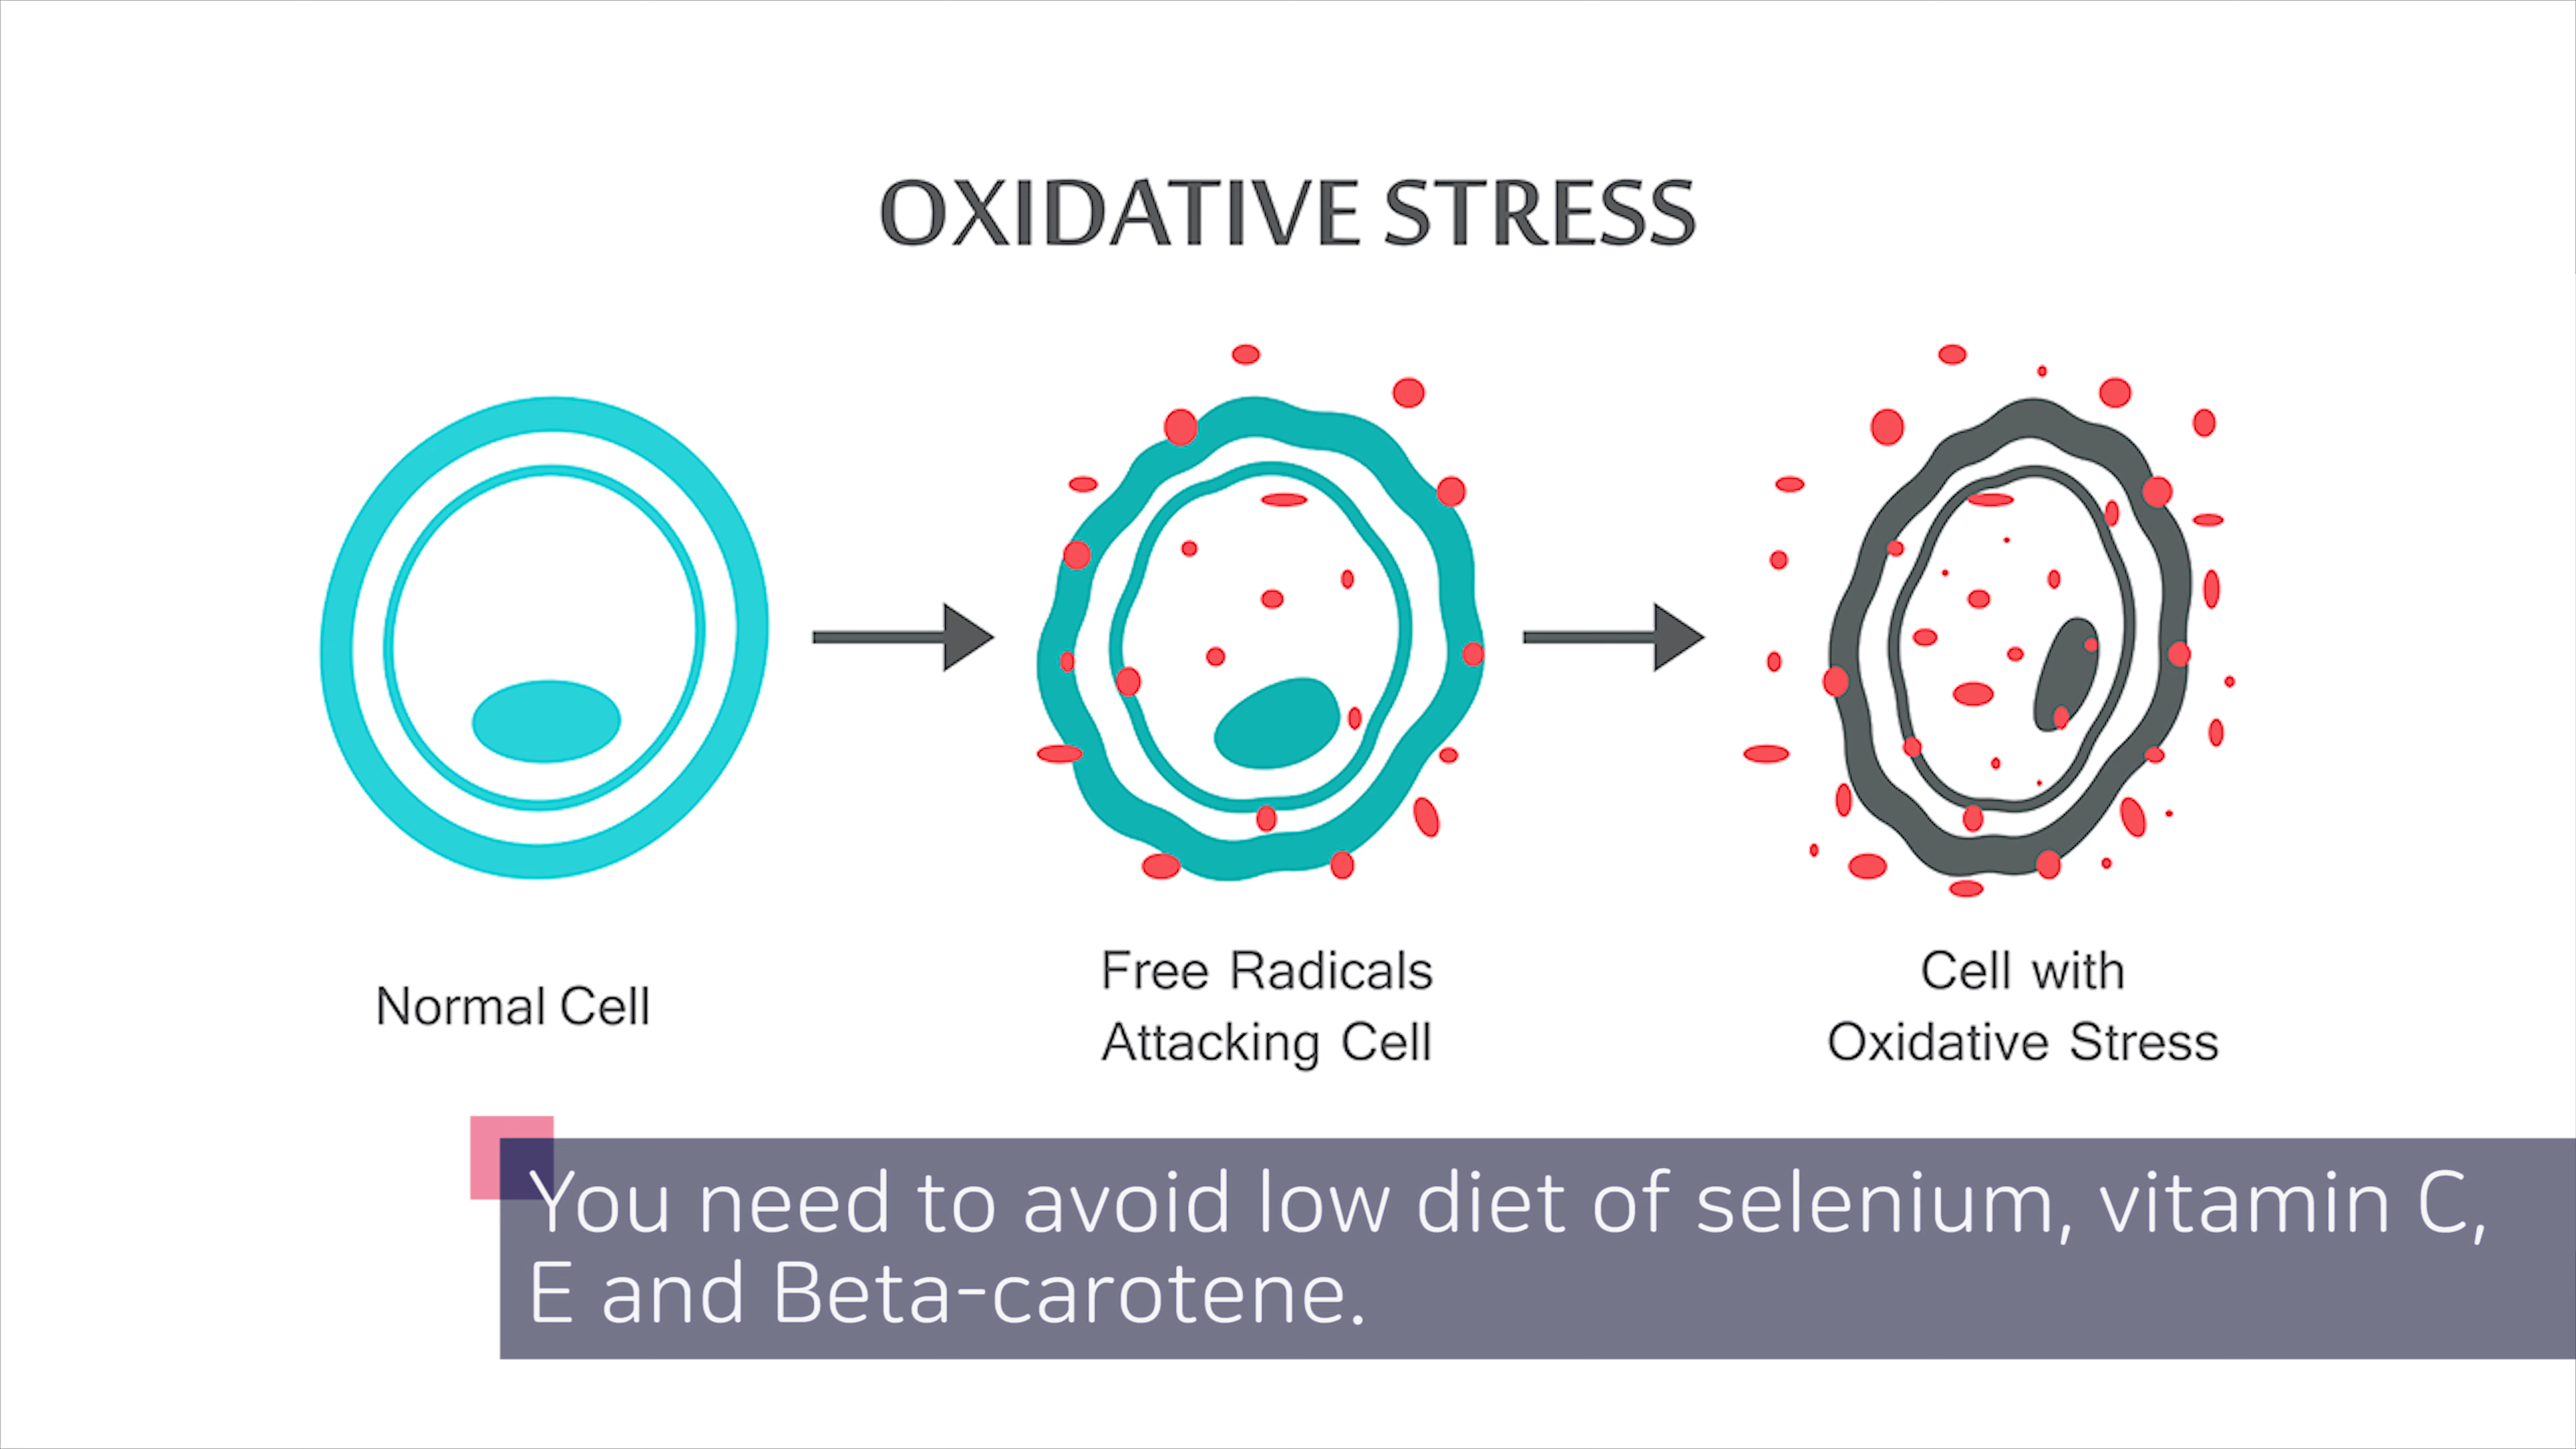 OXIDATIVE STRESS
Normal Cell
Free Radicals
Attacking Cell
Cell with
Oxidative Stress
You need to avoid low diet of selenium, vitamin C,
E and Beta-carotene.